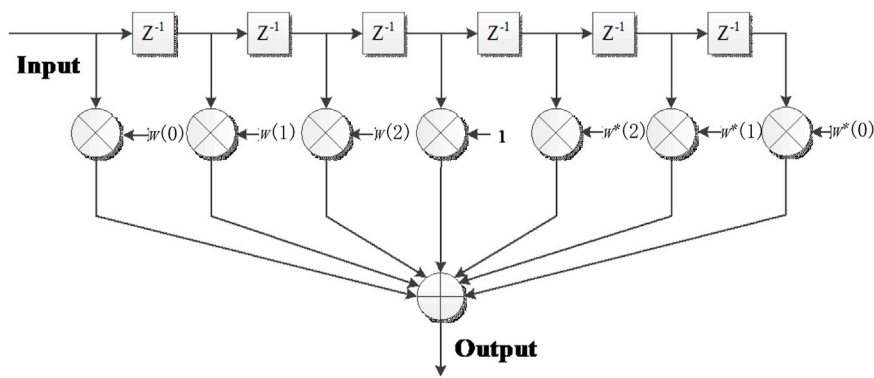 Z-1 Z-1 Z-1 Z-1 Z-1 Z-1
Input
w(0) w(1) w(2) 1 w*(2) w*(1) w*(0)
Output